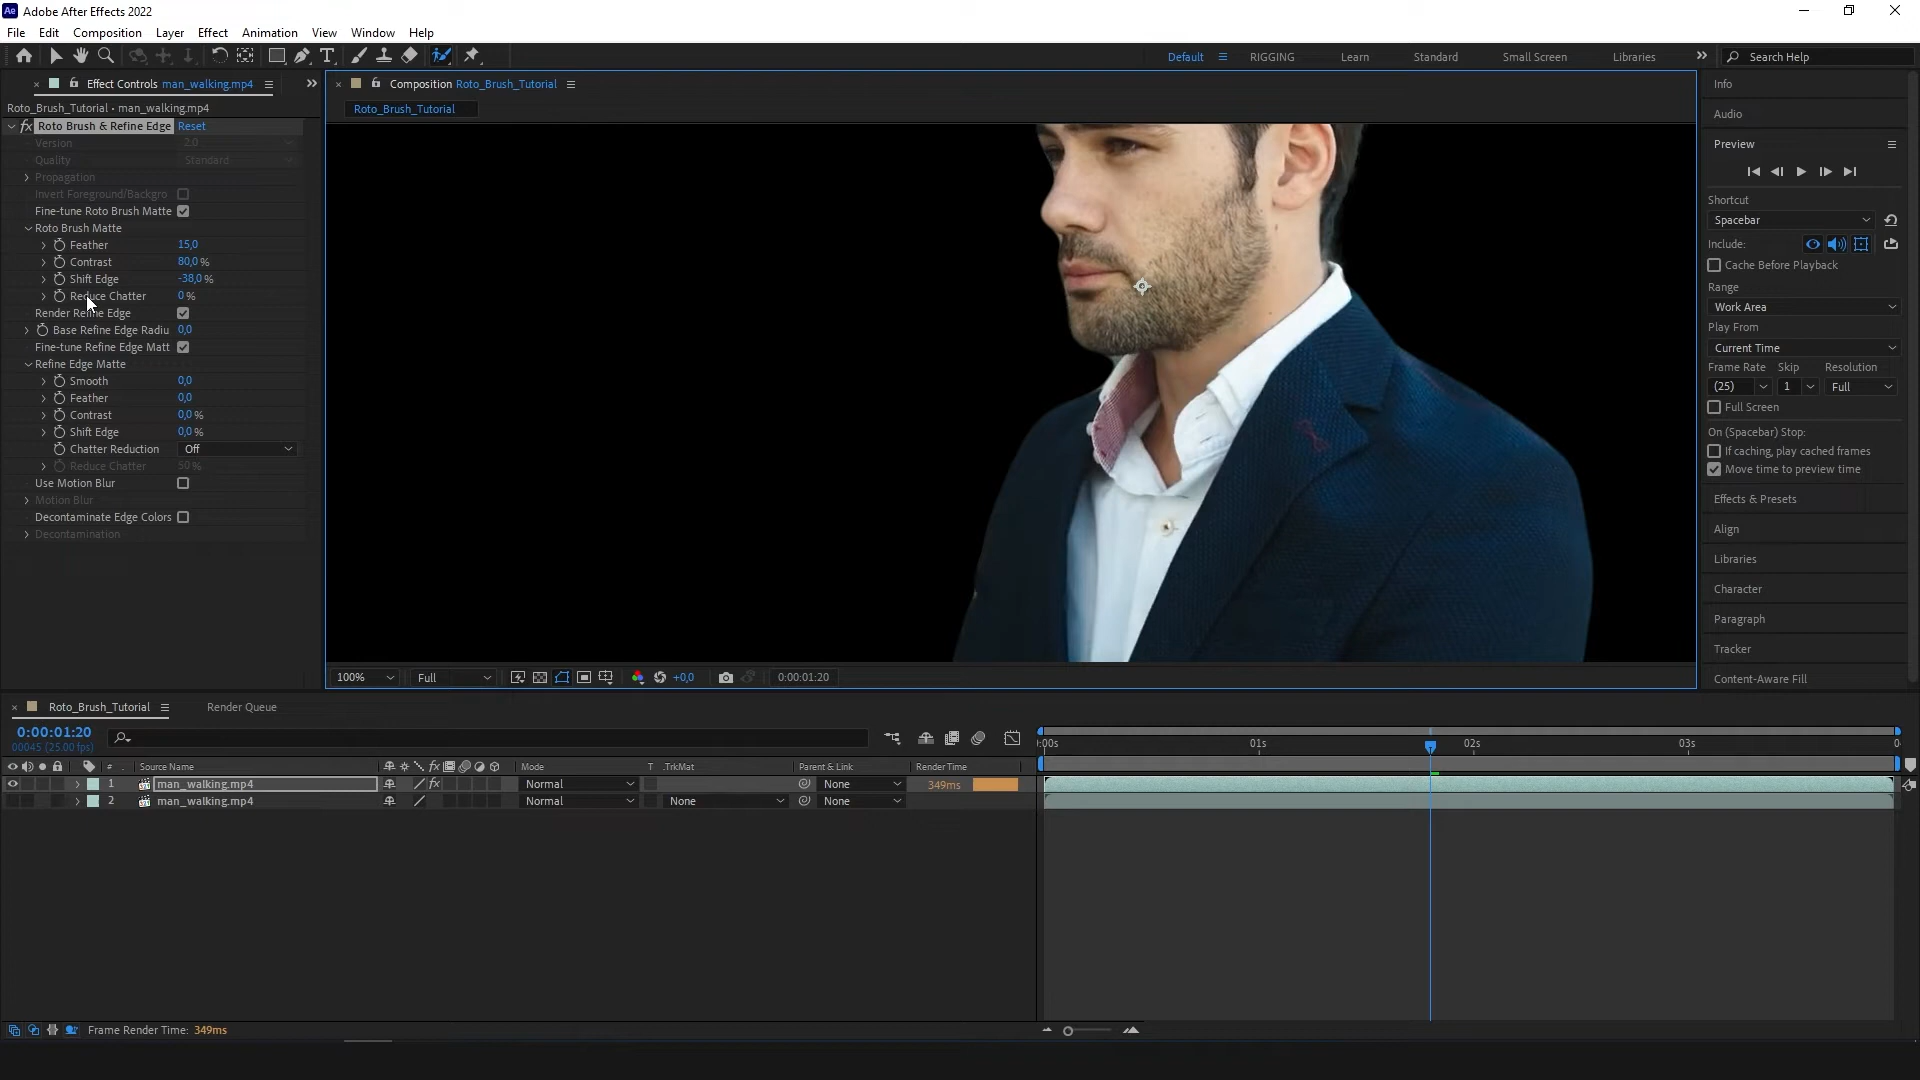 Ae Adobe After Effects 2022
File Edit Composition Layer Effect Animation View Window Help
Default RIGGING Learn Standard Small Screen Libraries Search Help
Effect Controls man_walking.mp4
Roto_Brush_Tutorial • man_walking.mp4
fx Roto Brush & Refine Edge Reset
Version 2.0
Quality Standard
Propagation
Invert Foreground/Backgro
Fine-tune Roto Brush Matte
Roto Brush Matte
Feather 15,0
Contrast 80,0 %
Shift Edge -38,0 %
Reduce Chatter 0 %
Render Refine Edge
Base Refine Edge Radiu 0,0
Fine-tune Refine Edge Matt
Refine Edge Matte
Smooth 0,0
Feather 0,0
Contrast 0,0 %
Shift Edge 0,0 %
Chatter Reduction Off
Reduce Chatter 50 %
Use Motion Blur
Motion Blur
Decontaminate Edge Colors
Decontamination
Composition Roto_Brush_Tutorial
Roto_Brush_Tutorial
100% Full +0,0 0:00:01:20
Info
Audio
Preview
Shortcut
Spacebar
Include:
Cache Before Playback
Range
Work Area
Play From
Current Time
Frame Rate Skip Resolution
(25) 1 Full
Full Screen
On (Spacebar) Stop:
If caching, play cached frames
Move time to preview time
Effects & Presets
Align
Libraries
Character
Paragraph
Tracker
Content-Aware Fill
Roto_Brush_Tutorial Render Queue
0:00:01:20
00045 (25.00 fps)
:00s 01s 02s 03s 0
# Source Name fx Mode T .TrkMat Parent & Link Render Time
1 man_walking.mp4 fx Normal None 349ms
2 man_walking.mp4 Normal None None
Frame Render Time: 349ms